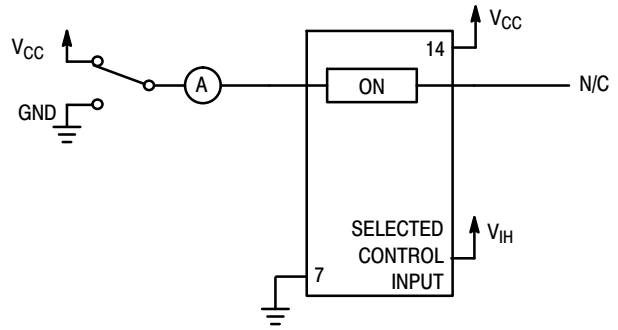 VCC
14
VCC
A
ON
N/C
GND
SELECTED
CONTROL
INPUT
VIH
7